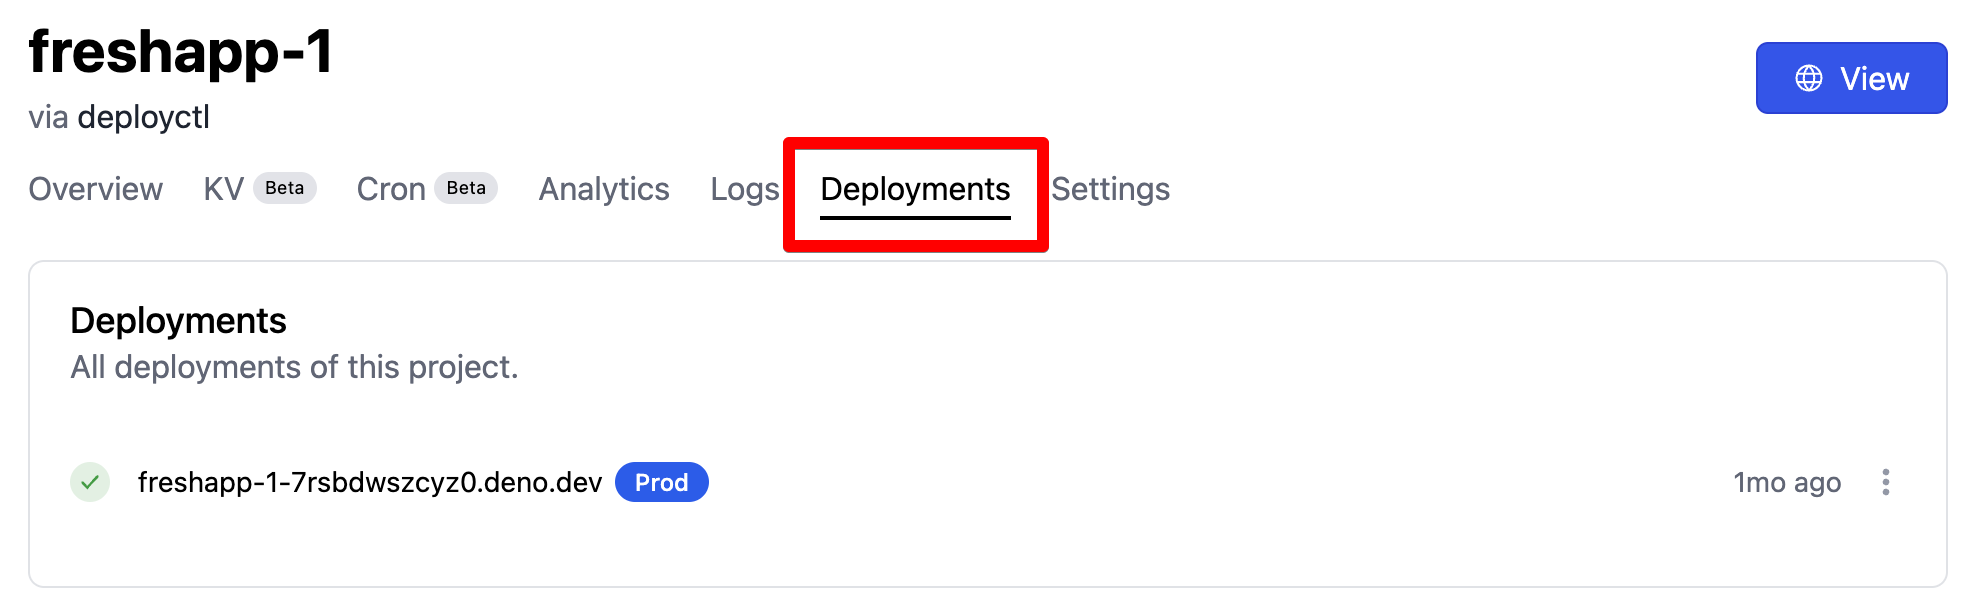 freshapp-1
View
via deployctl
Overview KV Beta Cron Beta Analytics Logs Deployments Settings
Deployments
All deployments of this project.
freshapp-1-7rsbdwszcyz0.deno.dev Prod 1mo ago